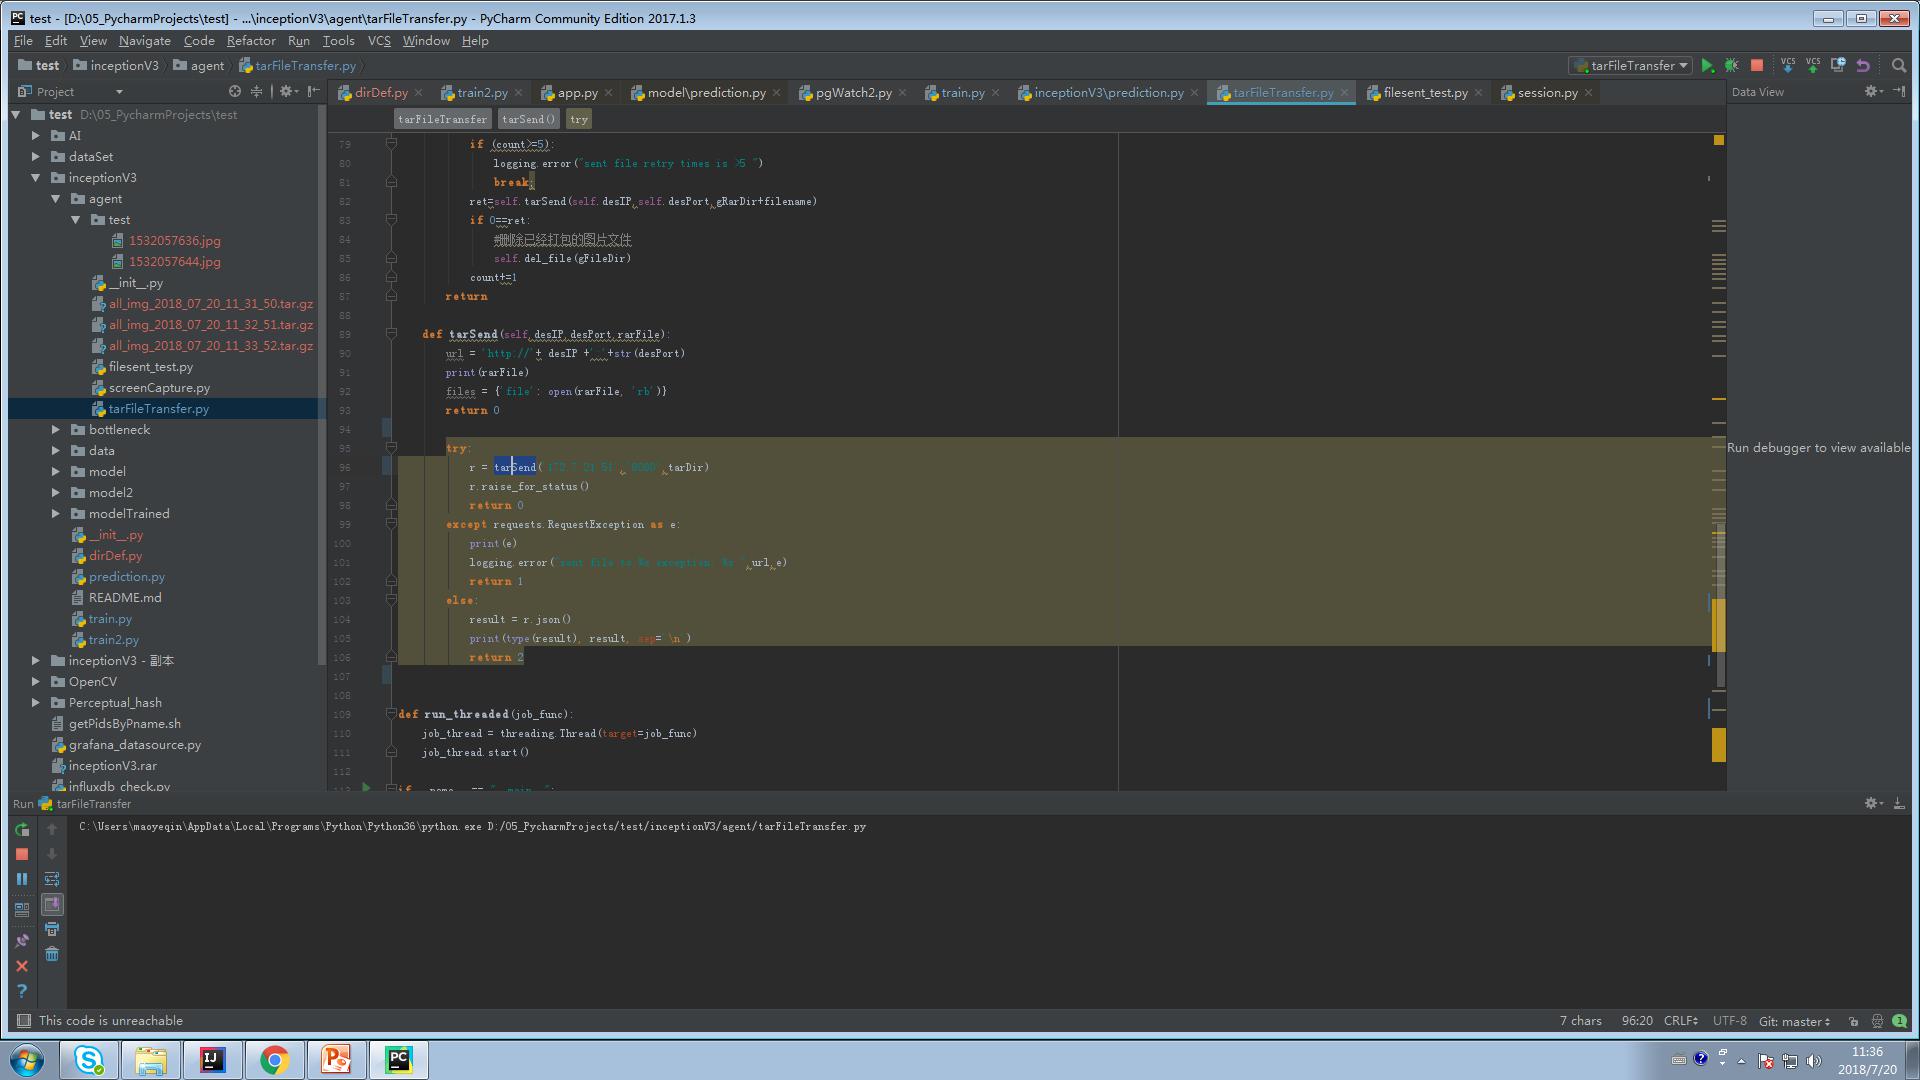 test - [D:\05_PycharmProjects\test] - ...\inceptionV3\agent\tarFileTransfer.py - PyCharm Community Edition 2017.1.3
File Edit View Navigate Code Refactor Run Tools VCS Window Help
test inceptionV3 agent tarFileTransfer.py
tarFileTransfer
VCS VCS
Project
dirDef.py train2.py app.py model\prediction.py pgWatch2.py train.py inceptionV3\prediction.py tarFileTransfer.py filesent_test.py session.py
Data View
test D:\05_PycharmProjects\test
AI
dataSet
inceptionV3
agent
test
1532057636.jpg
1532057644.jpg
__init__.py
all_img_2018_07_20_11_31_50.tar.gz
all_img_2018_07_20_11_32_51.tar.gz
all_img_2018_07_20_11_33_52.tar.gz
filesent_test.py
screenCapture.py
tarFileTransfer.py
bottleneck
data
model
model2
modelTrained
__init__.py
dirDef.py
prediction.py
README.md
train.py
train2.py
inceptionV3 - 副本
OpenCV
Perceptual_hash
getPidsByPname.sh
grafana_datasource.py
inceptionV3.rar
influxdb_check.py
tarFileTransfer tarSend() try
79 if (count>=5):
80 logging.error("sent file retry times is >5 ")
81 break;
82 ret=self.tarSend(self.desIP,self.desPort,gRarDir+filename)
83 if 0==ret:
84 #删除已经打包的图片文件
85 self.del_file(gFileDir)
86 count+=1
87 return
88
89 def tarSend(self,desIP,desPort,rarFile):
90 url = 'http://'+ desIP +':'+str(desPort)
91 print(rarFile)
92 files = {'file': open(rarFile, 'rb')}
93 return 0
94
95 try:
96 r = tarSend('172.7.21.51','8080',tarDir)
97 r.raise_for_status()
98 return 0
99 except requests.RequestException as e:
100 print(e)
101 logging.error("sent file to %s exception: %s ",url,e)
102 return 1
103 else:
104 result = r.json()
105 print(type(result), result, sep='\n')
106 return 2
107
108
109 def run_threaded(job_func):
110 job_thread = threading.Thread(target=job_func)
111 job_thread.start()
112
Run debugger to view available
Run tarFileTransfer
C:\Users\maoyeqin\AppData\Local\Programs\Python\Python36\python.exe D:/05_PycharmProjects/test/inceptionV3/agent/tarFileTransfer.py
This code is unreachable
7 chars 96:20 CRLF UTF-8 Git: master 1
11:36
2018/7/20